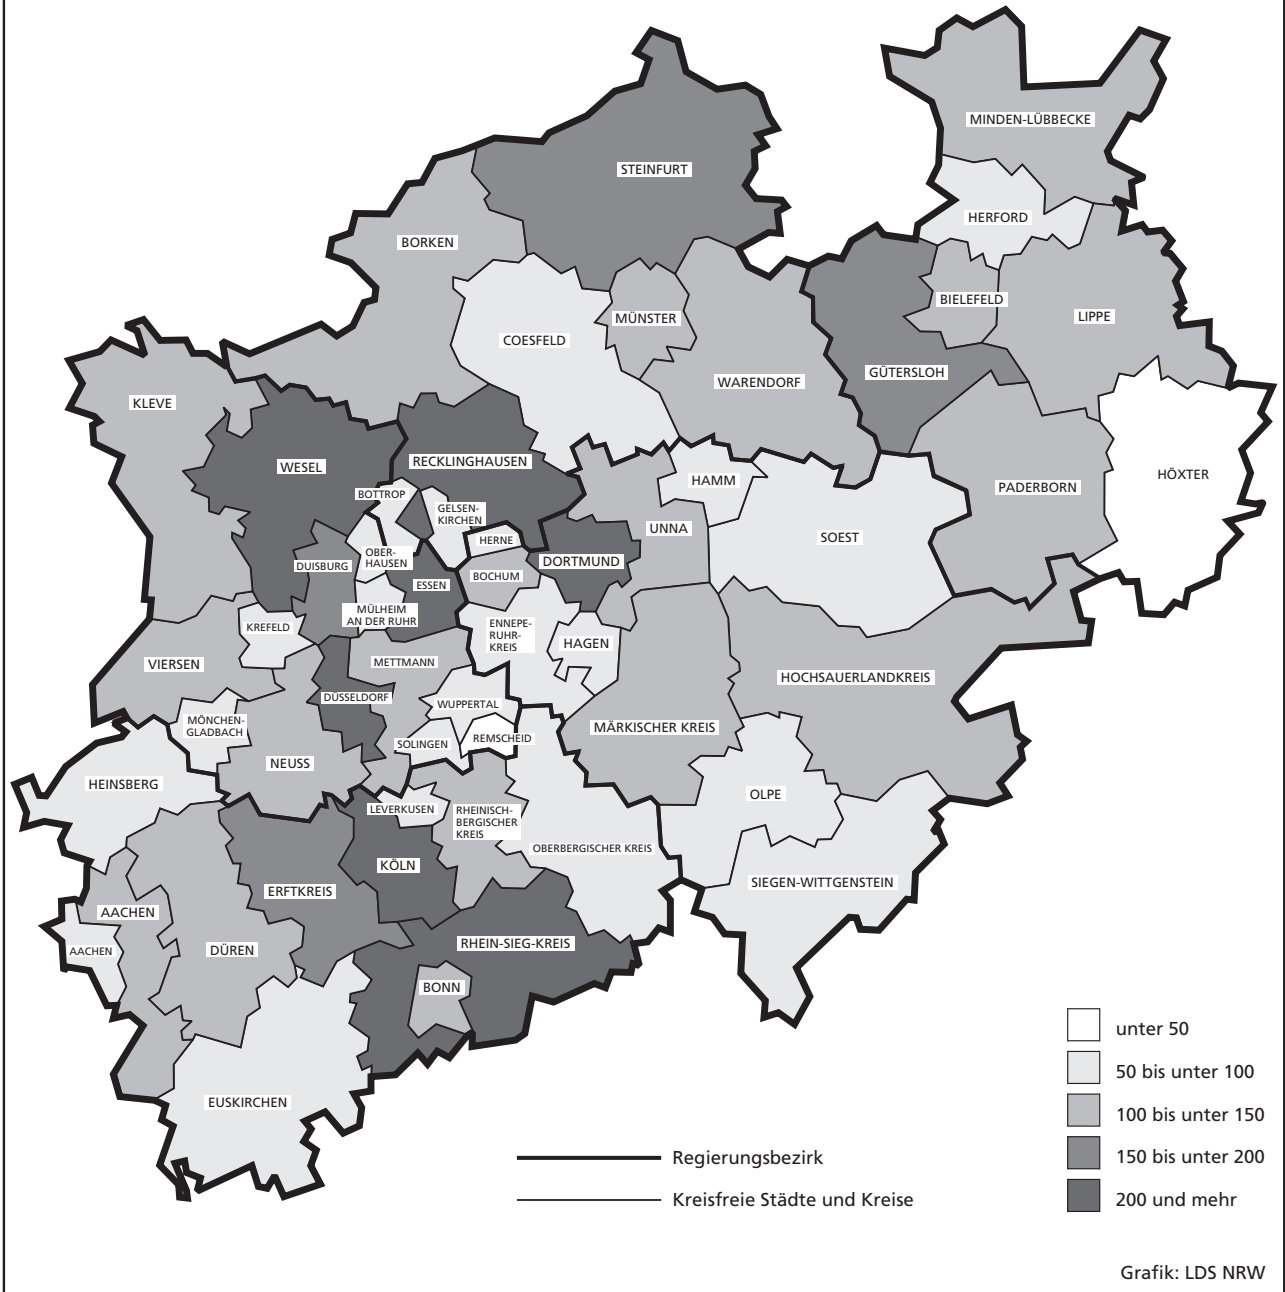 MINDEN-LÜBBECKE
STEINFURT
HERFORD
BORKEN
BIELEFELD
LIPPE
MÜNSTER
COESFELD
GÜTERSLOH
WARENDORF
KLEVE
RECKLINGHAUSEN
WESEL
HÖXTER
HAMM
PADERBORN
BOTTROP
GELSEN-
KIRCHEN
UNNA
SOEST
HERNE
OBER-
HAUSEN
DORTMUND
DUISBURG
BOCHUM
ESSEN
MÜLHEIM
AN DER RUHR
KREFELD
ENNEPE-
RUHR-
KREIS
HAGEN
VIERSEN
METTMANN
HOCHSAUERLANDKREIS
DÜSSELDORF
WUPPERTAL
MÖNCHEN-
GLADBACH
MÄRKISCHER KREIS
REMSCHEID
SOLINGEN
NEUSS
HEINSBERG
OLPE
LEVERKUSEN
RHEINISCH-
BERGISCHER
KREIS
OBERBERGISCHER KREIS
KÖLN
SIEGEN-WITTGENSTEIN
ERFTKREIS
AACHEN
RHEIN-SIEG-KREIS
DÜREN
AACHEN
BONN
EUSKIRCHEN
unter 50
50 bis unter 100
100 bis unter 150
150 bis unter 200
200 und mehr
Regierungsbezirk
Kreisfreie Städte und Kreise
Grafik: LDS NRW